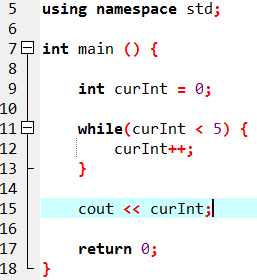 5 using namespace std;
6
7 int main () {
8
9 int curInt = 0;
10
11 while(curInt < 5) {
12 curInt++;
13 }
14
15 cout << curInt;
16
17 return 0;
18 }